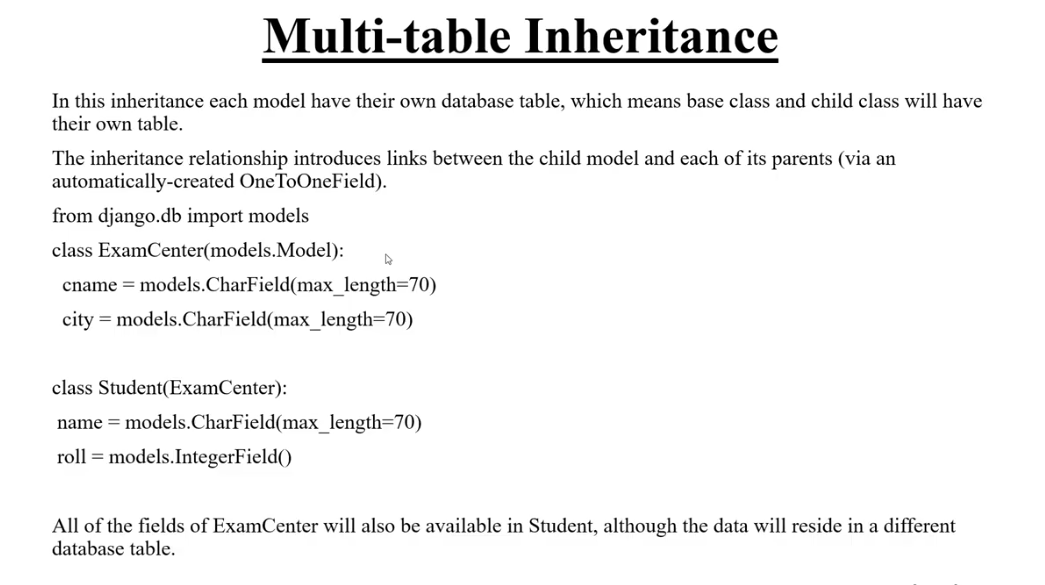 Multi-table Inheritance
In this inheritance each model have their own database table, which means base class and child class will have
their own table.
The inheritance relationship introduces links between the child model and each of its parents (via an
automatically-created OneToOneField).
from django.db import models
class ExamCenter(models.Model):
cname = models.CharField(max_length=70)
city = models.CharField(max_length=70)
class Student(ExamCenter):
name = models.CharField(max_length=70)
roll = models.IntegerField()
All of the fields of ExamCenter will also be available in Student, although the data will reside in a different
database table.